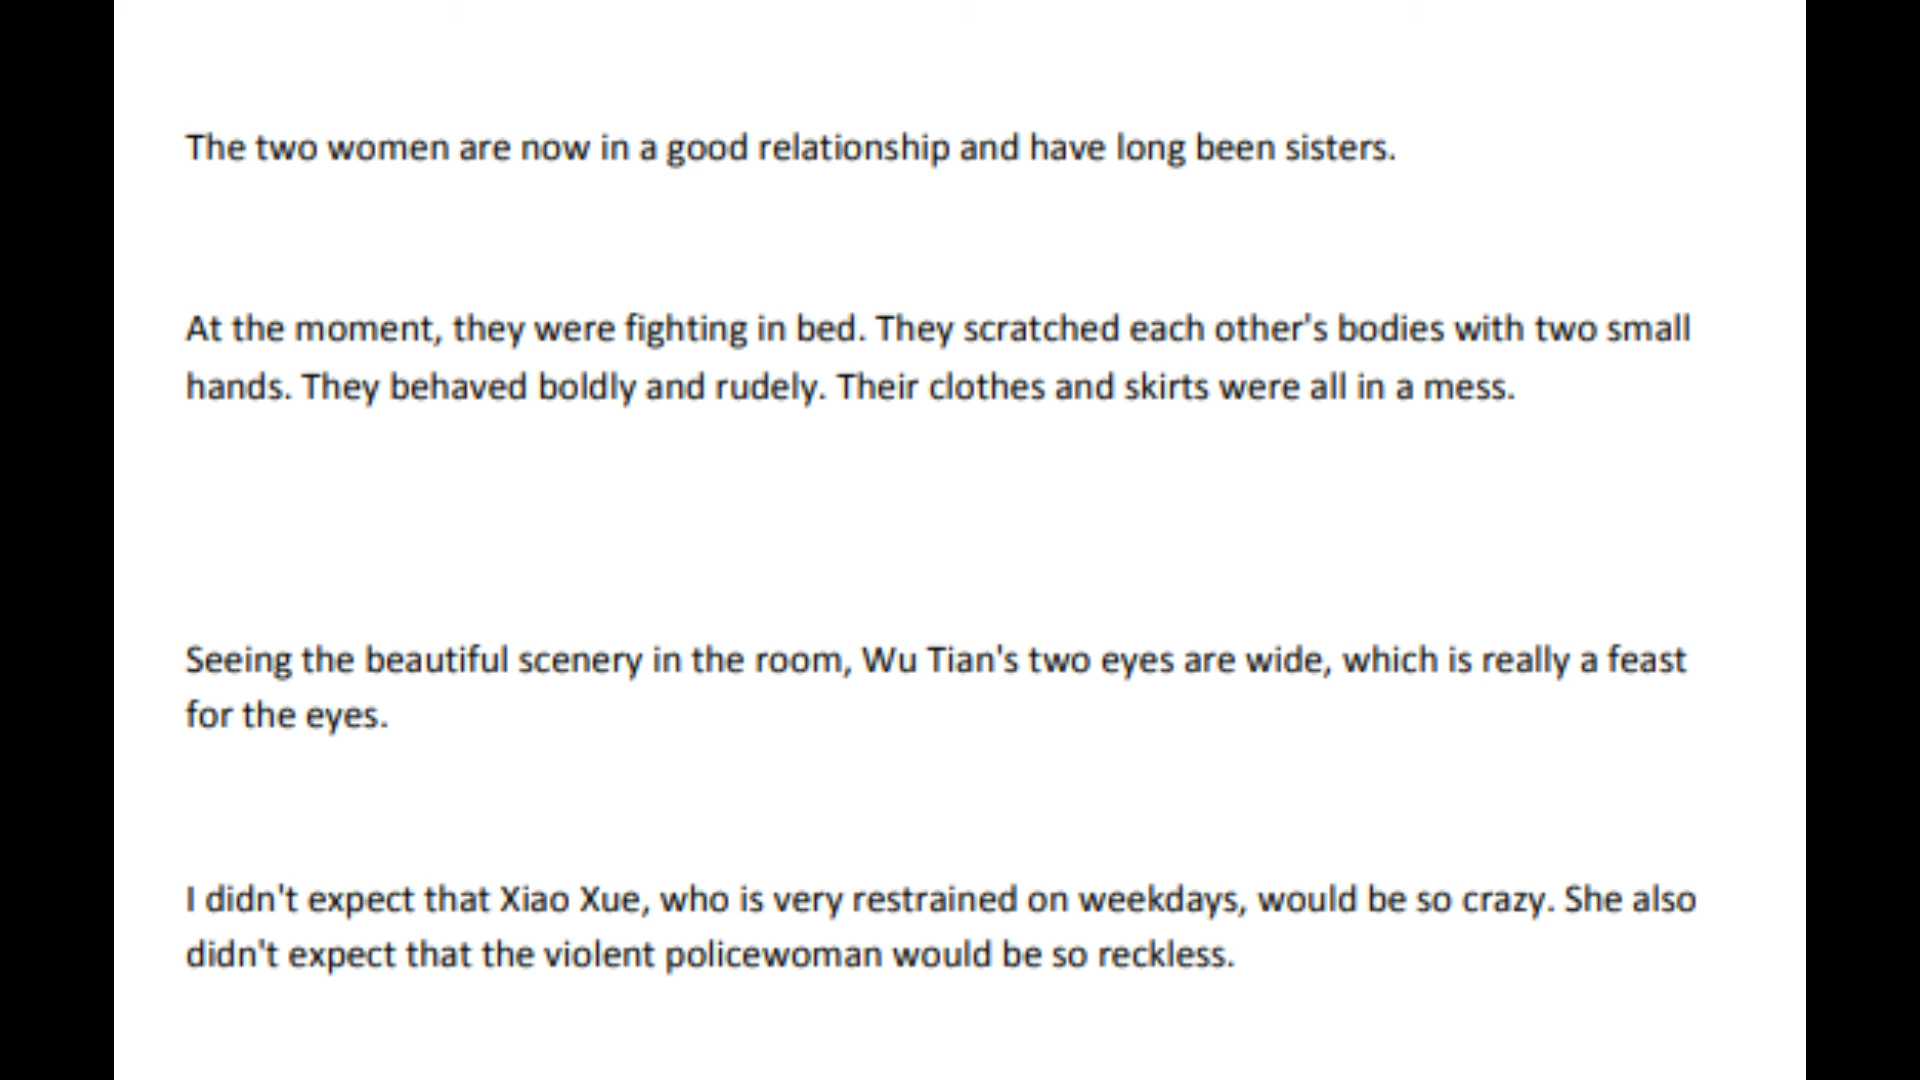 The two women are now in a good relationship and have long been sisters.
At the moment, they were fighting in bed. They scratched each other's bodies with two small
hands. They behaved boldly and rudely. Their clothes and skirts were all in a mess.
Seeing the beautiful scenery in the room, Wu Tian's two eyes are wide, which is really a feast
for the eyes.
I didn't expect that Xiao Xue, who is very restrained on weekdays, would be so crazy. She also
didn't expect that the violent policewoman would be so reckless.